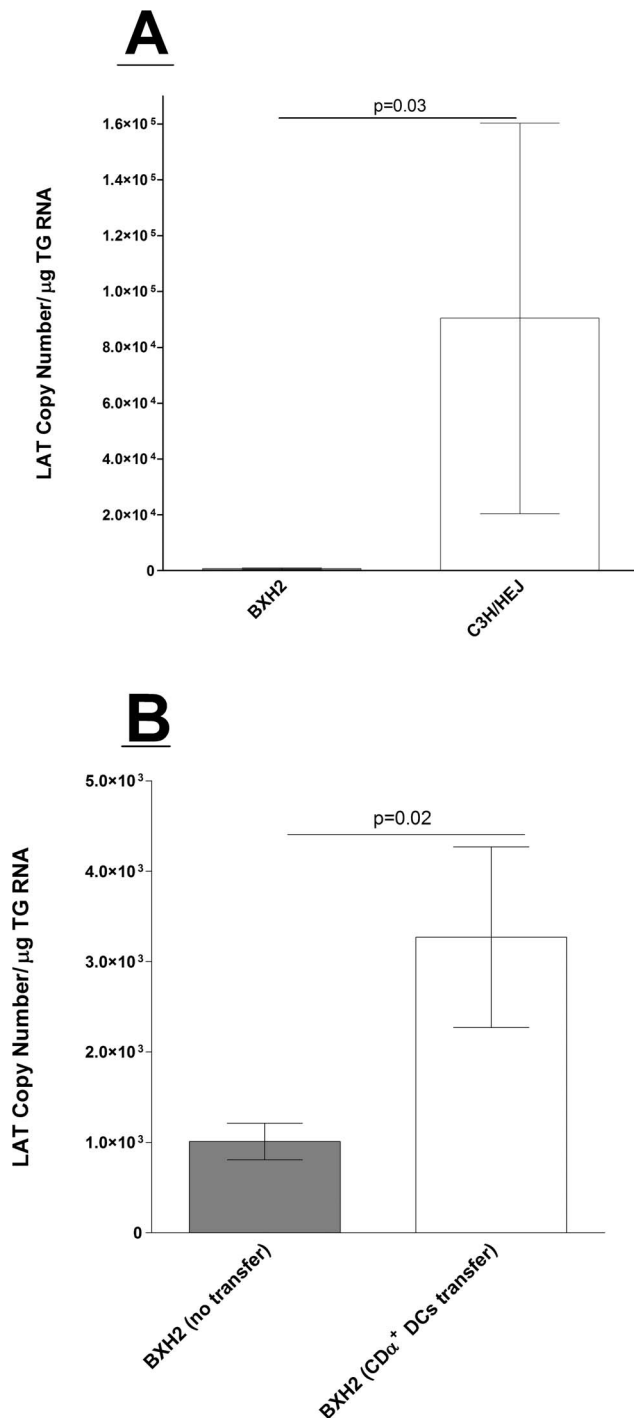 A
p=0.03
LAT Copy Number/ µg TG RNA
1.6×10⁵
1.4×10⁵
1.2×10⁵
1.0×10⁵
8.0×10⁴
6.0×10⁴
4.0×10⁴
2.0×10⁴
0
BXH2
C3H/HEJ
B
p=0.02
LAT Copy Number/ µg TG RNA
5.0×10³
4.0×10³
3.0×10³
2.0×10³
1.0×10³
0
BXH2 (no transfer)
BXH2 (CDα⁺ DCs transfer)